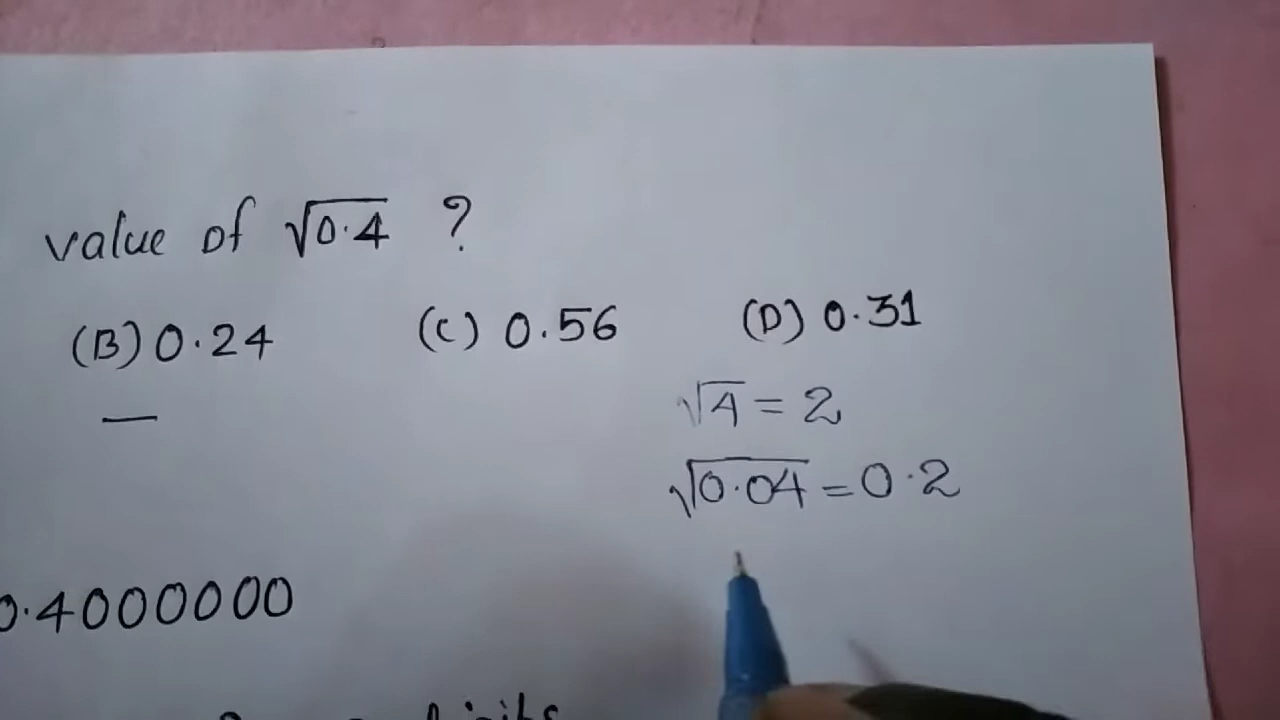 value of √0.4 ?
(B) 0.24 (C) 0.56 (D) 0.31
√4 = 2
√0.04 = 0.2
0.4000000